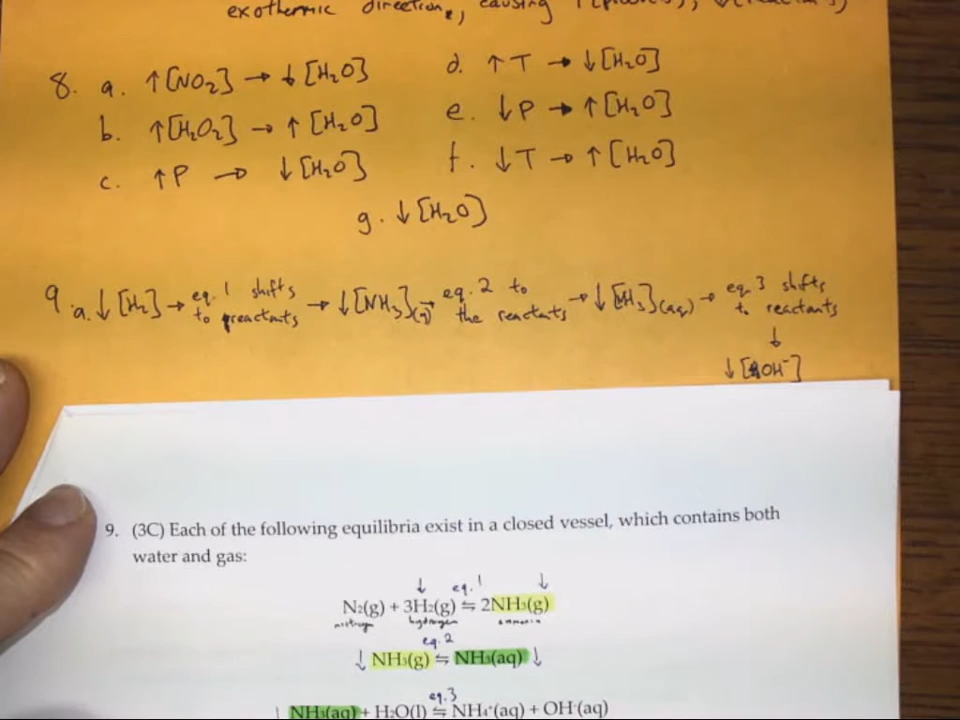 exothermic direction, causing
8. a. ↑[NO₂] → ↓[H₂O]
b. ↑[H₂O₂] → ↑[H₂O]
c. ↑P → ↓[H₂O]
d. ↑T → ↓[H₂O]
e. ↓P → ↑[H₂O]
f. ↓T → ↑[H₂O]
g. ↓[H₂O]
9. a. ↓[H₂] → eq. 1 shifts to reactants → ↓[NH₃](g) → eq. 2 to the reactants → ↓[NH₃](aq) → eq. 3 shifts to reactants
↓
↓[OH⁻]
9. (3C) Each of the following equilibria exist in a closed vessel, which contains both
water and gas:
↓ eq. 1 ↓
N₂(g) + 3H₂(g) ⇋ 2NH₃(g)
nitrogen hydrogen ammonia
eq. 2
↓ NH₃(g) ⇋ NH₃(aq) ↓
eq. 3
NH₃(aq) + H₂O(l) ⇋ NH₄⁺(aq) + OH⁻(aq)